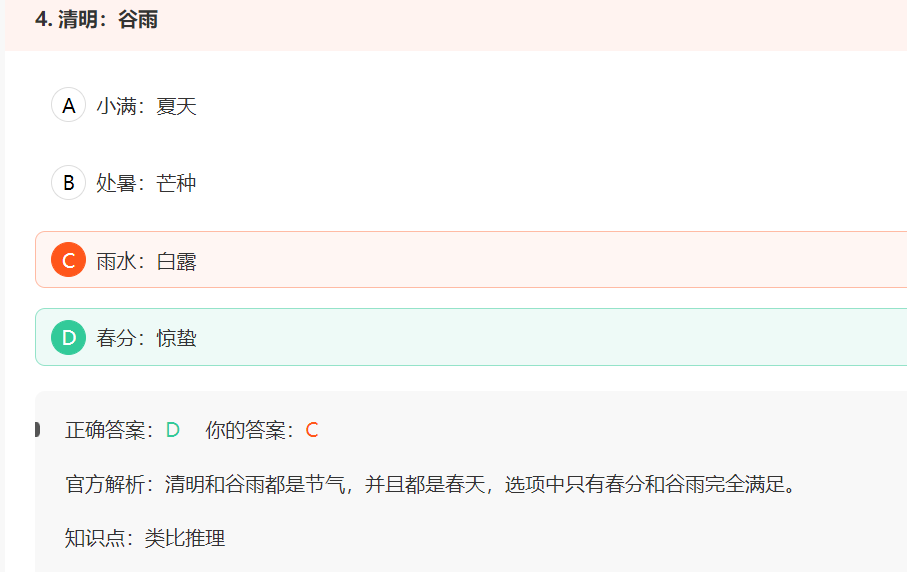 4. 清明：谷雨
A 小满：夏天
B 处暑：芒种
C 雨水：白露
D 春分：惊蛰
正确答案：D 你的答案：C
官方解析：清明和谷雨都是节气，并且都是春天，选项中只有春分和谷雨完全满足。
知识点：类比推理